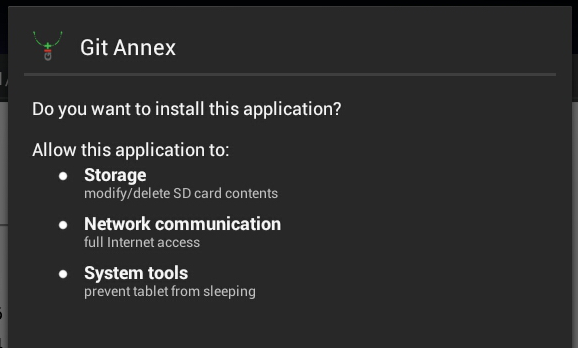 Git Annex
Do you want to install this application?
Allow this application to:
Storage
modify/delete SD card contents
Network communication
full Internet access
System tools
prevent tablet from sleeping